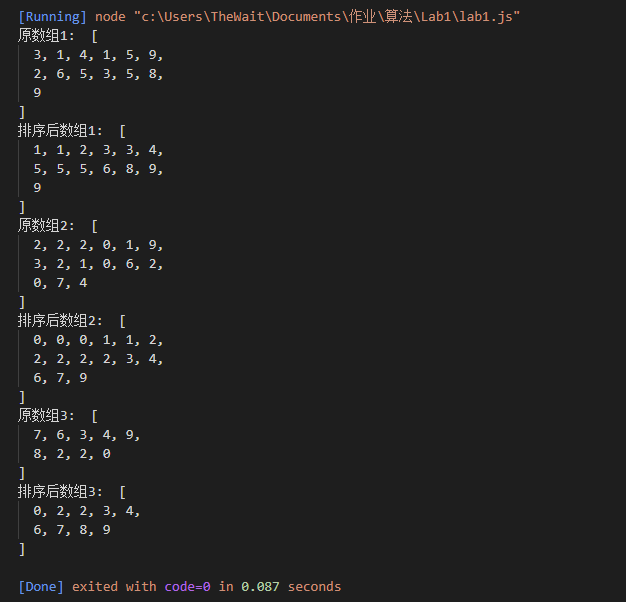 [Running] node "c:\Users\TheWait\Documents\作业\算法\Lab1\lab1.js"
原数组1:  [
  3, 1, 4, 1, 5, 9,
  2, 6, 5, 3, 5, 8,
  9
]
排序后数组1:  [
  1, 1, 2, 3, 3, 4,
  5, 5, 5, 6, 8, 9,
  9
]
原数组2:  [
  2, 2, 2, 0, 1, 9,
  3, 2, 1, 0, 6, 2,
  0, 7, 4
]
排序后数组2:  [
  0, 0, 0, 1, 1, 2,
  2, 2, 2, 2, 3, 4,
  6, 7, 9
]
原数组3:  [
  7, 6, 3, 4, 9,
  8, 2, 2, 0
]
排序后数组3:  [
  0, 2, 2, 3, 4,
  6, 7, 8, 9
]
[Done] exited with code=0 in 0.087 seconds